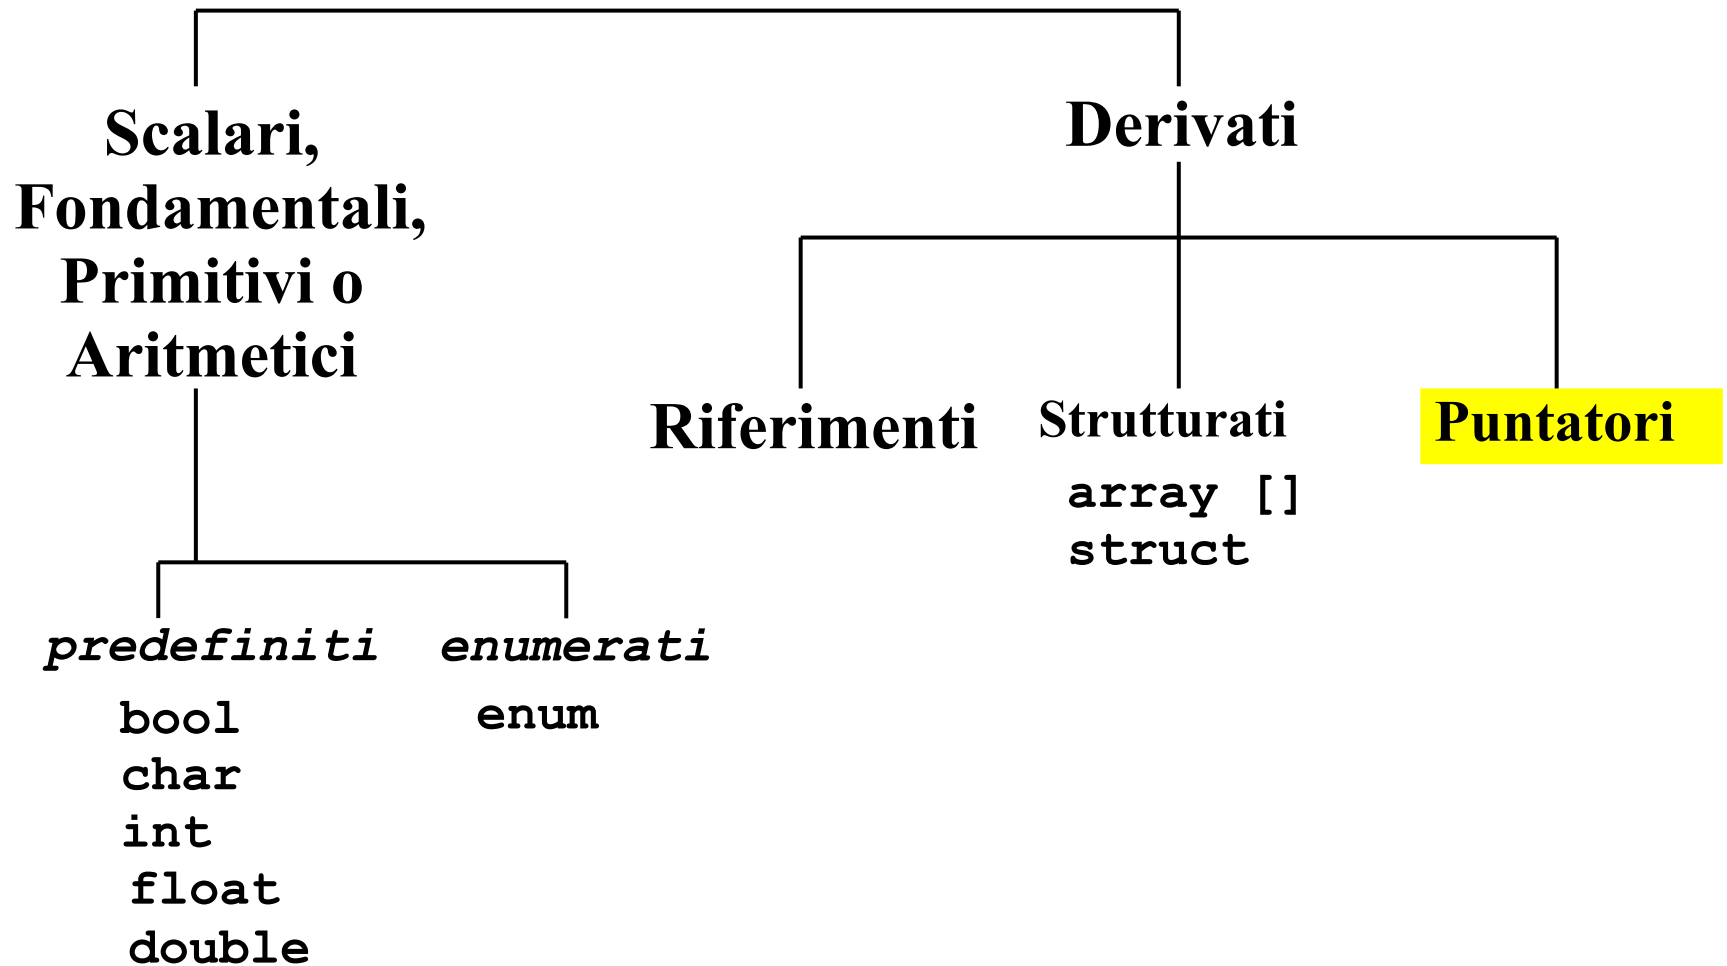 Scalari,
Fondamentali,
Primitivi o
Aritmetici
Derivati
Riferimenti
Strutturati
array []
struct
Puntatori
predefiniti
bool
char
int
float
double
enumerati
enum